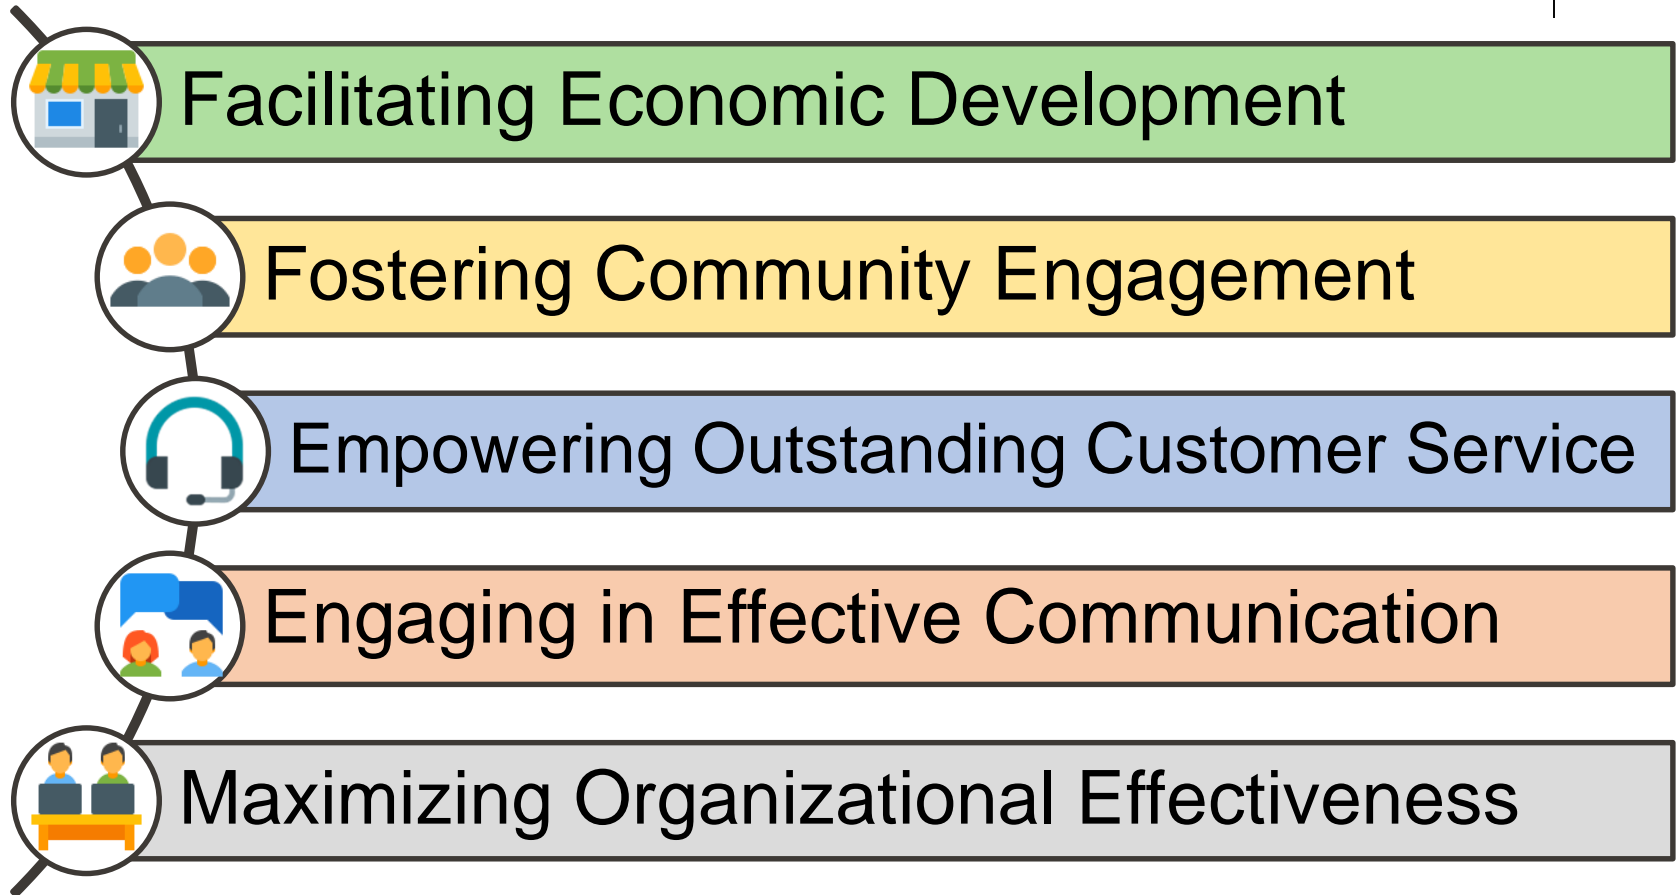 Facilitating Economic Development
Fostering Community Engagement
Empowering Outstanding Customer Service
Engaging in Effective Communication
Maximizing Organizational Effectiveness